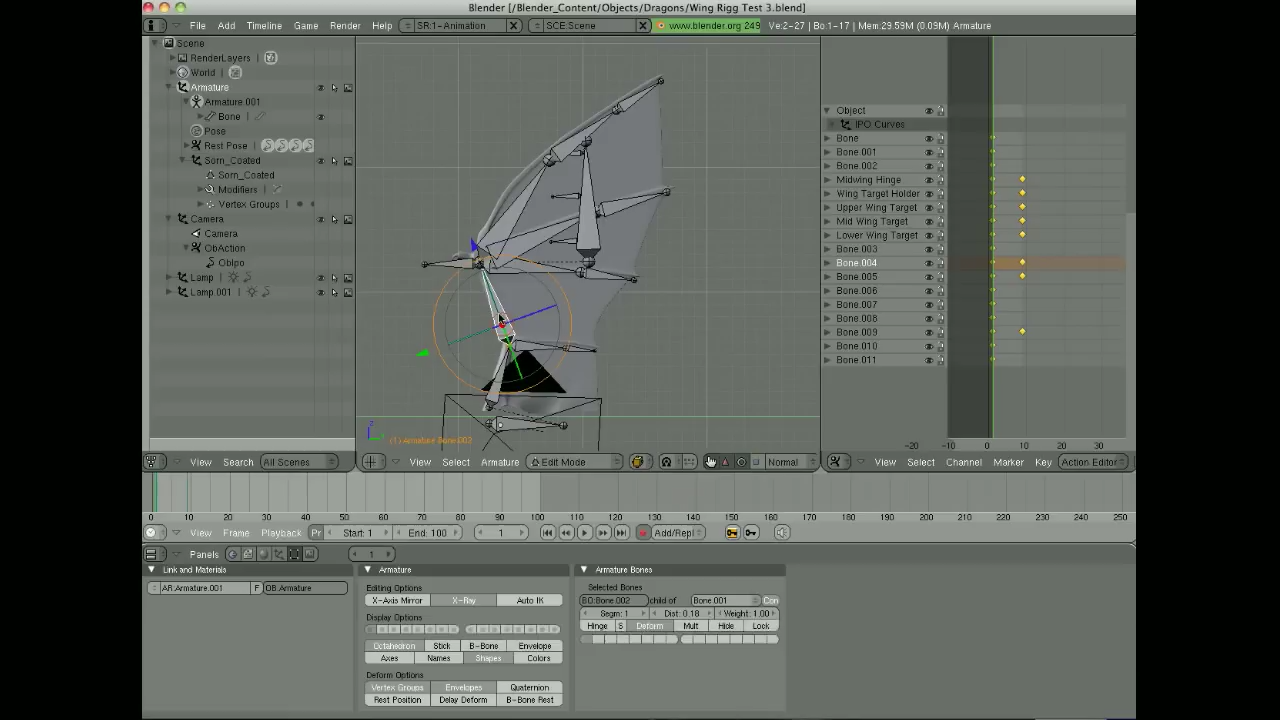 Blender [/Blender_Content/Objects/Dragons/Wing Rigg Test 3.blend]
File Add Timeline Game Render Help SR:1-Animation SCE:Scene www.blender.org 249 Ve:2-27 | Bo:1-17 | Mem:29.59M (0.09M) Armature
Scene
RenderLayers
World
Armature
Armature.001
Bone
Pose
Rest Pose
Sorn_Coated
Sorn_Coated
Modifiers
Vertex Groups
Camera
Camera
ObAction
ObIpo
Lamp
Lamp.001
(1) Armature Bone.002
Object
IPO Curves
Bone
Bone.001
Bone.002
Midwing Hinge
Wing Target Holder
Upper Wing Target
Mid Wing Target
Lower Wing Target
Bone.003
Bone.004
Bone.005
Bone.006
Bone.007
Bone.008
Bone.009
Bone.010
Bone.011
-20 -10 0 10 20 30
View Search All Scenes
View Select Armature Edit Mode Normal
View Select Channel Marker Key Action Editor
0 10 20 30 40 50 60 70 80 90 100 110 120 130 140 150 160 170 180 190 200 210 220 230 240 250
View Frame Playback Pr Start: 1 End: 100 1 Add/Repl
Panels 1
Link and Materials
AR:Armature.001 F OB:Armature
Armature
Editing Options
X-Axis Mirror X-Ray Auto IK
Display Options
Octahedron Stick B-Bone Envelope
Axes Names Shapes Colors
Deform Options
Vertex Groups Envelopes Quaternion
Rest Position Delay Deform B-Bone Rest
Armature Bones
Selected Bones
BO:Bone.002 child of Bone.001 Con
Segm: 1 Dist: 0.18 Weight: 1.00
Hinge S Deform Mult Hide Lock